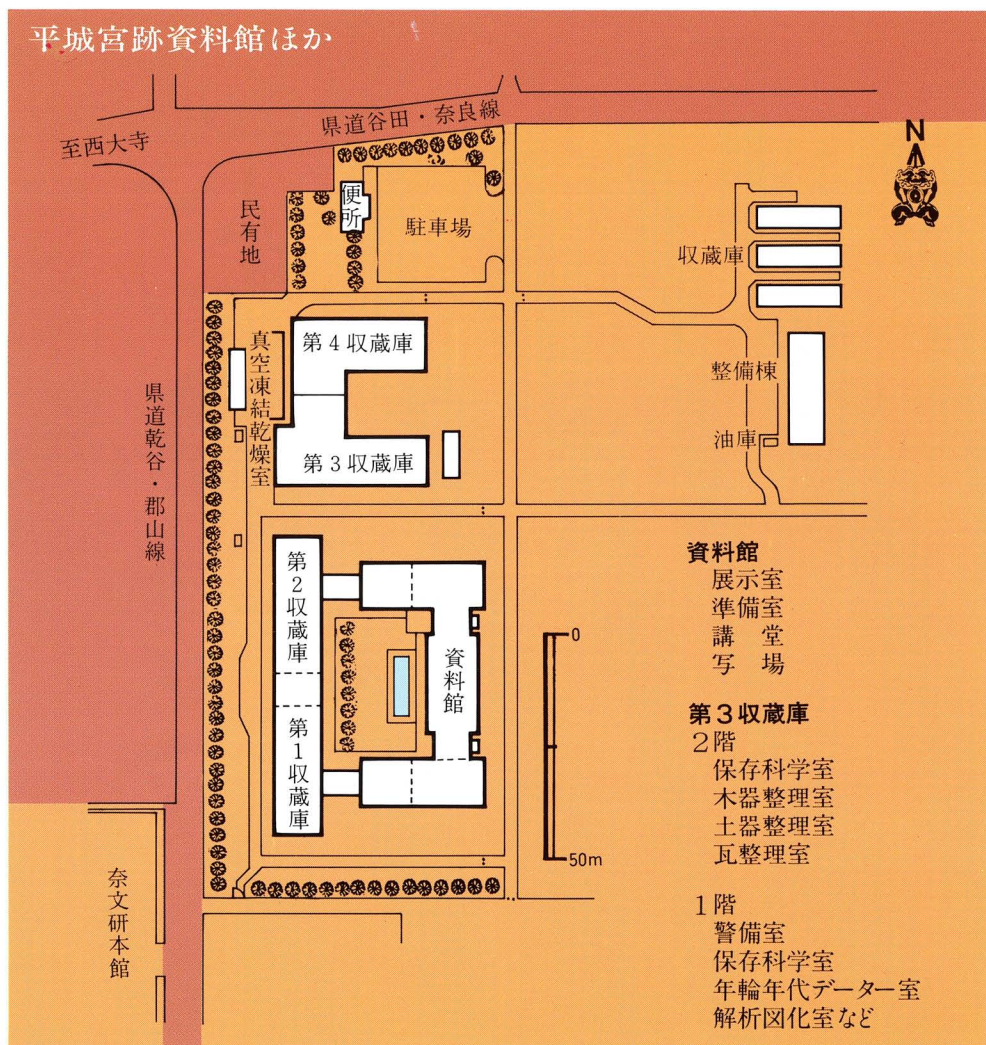 平城宮跡資料館ほか
県道谷田・奈良線
至西大寺
N
民有地
便所
駐車場
収蔵庫
真空凍結乾燥室
第4収蔵庫
整備棟
県道乾谷・郡山線
第3収蔵庫
油庫
第2収蔵庫
資料館
第1収蔵庫
0
50m
奈文研本館
資料館
展示室
準備室
講　堂
写　場
第3収蔵庫
2階
保存科学室
木器整理室
土器整理室
瓦整理室
1階
警備室
保存科学室
年輪年代データー室
解析図化室など